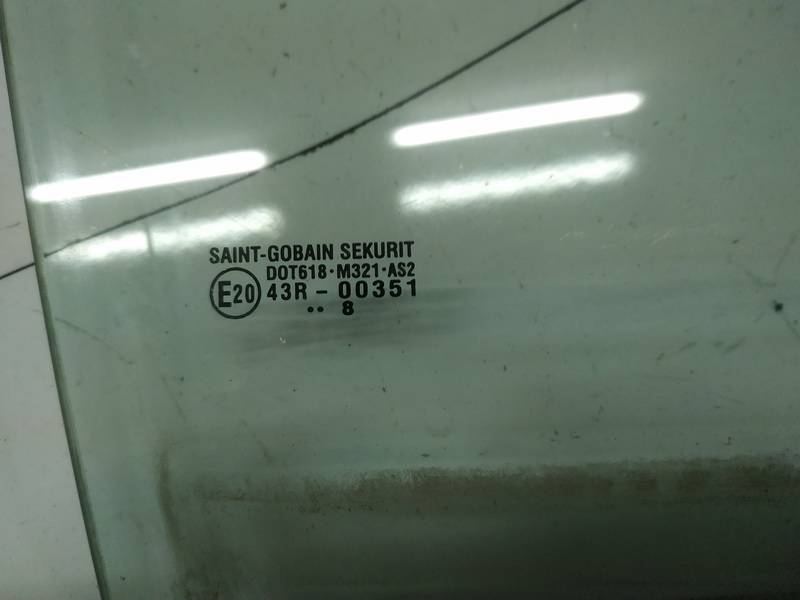 SAINT-GOBAIN SEKURIT
DOT618·M321·AS2
E20 43R-00351
·· 8